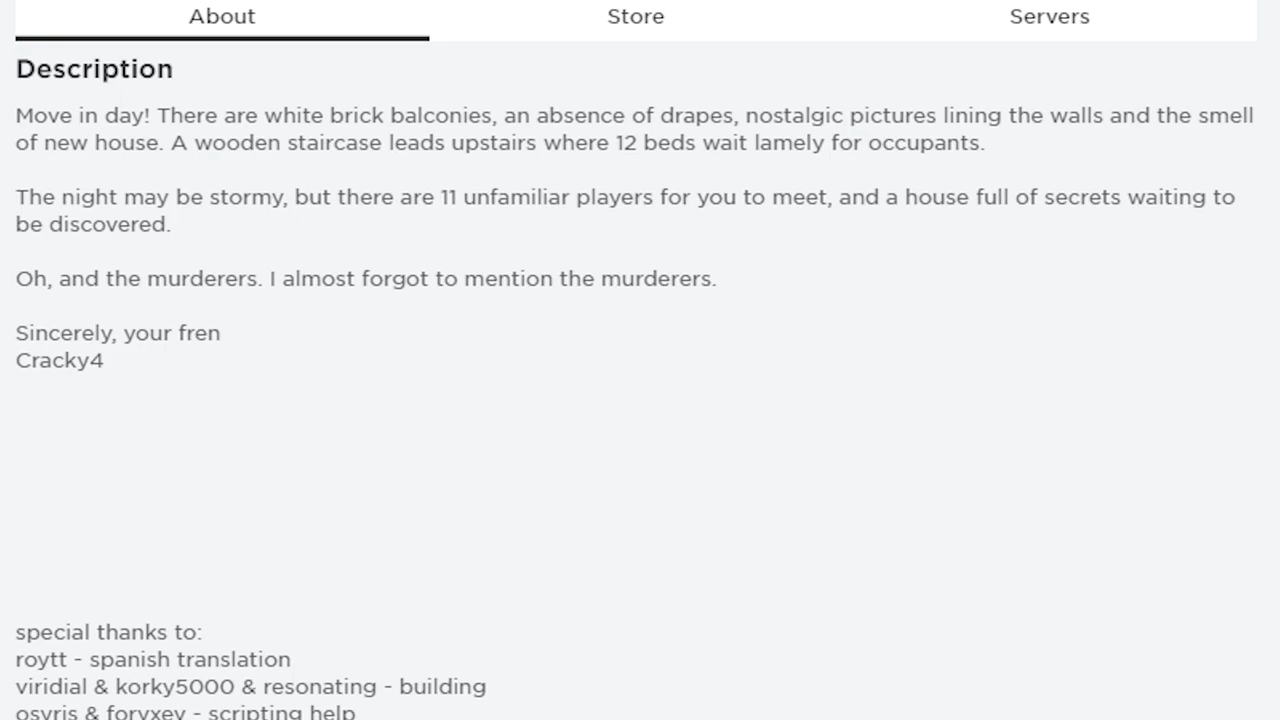 About Store Servers
Description
Move in day! There are white brick balconies, an absence of drapes, nostalgic pictures lining the walls and the smell
of new house. A wooden staircase leads upstairs where 12 beds wait lamely for occupants.
The night may be stormy, but there are 11 unfamiliar players for you to meet, and a house full of secrets waiting to
be discovered.
Oh, and the murderers. I almost forgot to mention the murderers.
Sincerely, your fren
Cracky4
special thanks to:
roytt - spanish translation
viridial & korky5000 & resonating - building
osyris & foryxev - scripting help